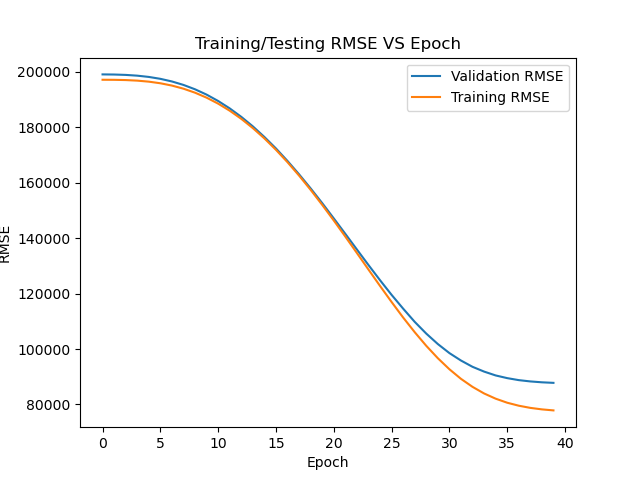 Training/Testing RMSE VS Epoch
200000
180000
160000
140000
120000
100000
80000
RMSE
Validation RMSE
Training RMSE
0 5 10 15 20 25 30 35 40
Epoch